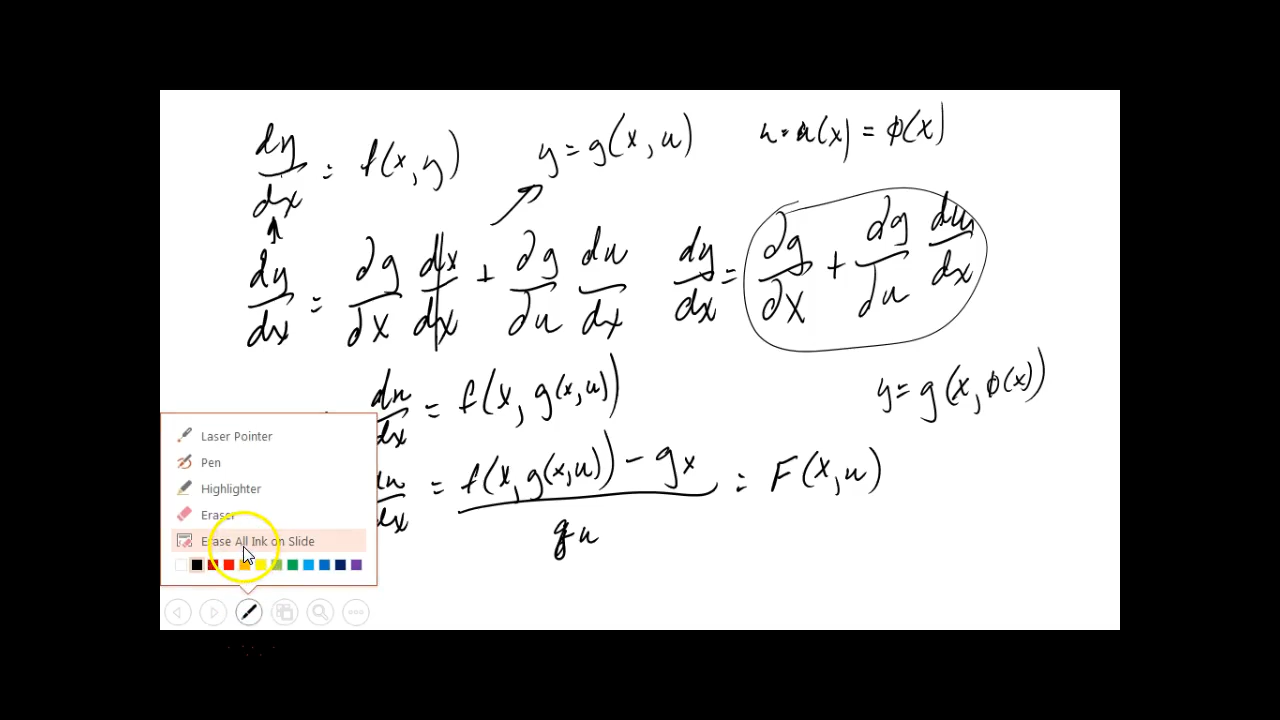 dy/dx = f(x, y)   y = g(x, u)   u = u(x) = ϕ(x)
dy/dx = ∂g/∂x dx/dx + ∂g/∂u du/dx   dy/dx = ∂g/∂x + ∂g/∂u du/dx
du/dx = f(x, g(x,u))   y = g(x, ϕ(x))
du/dx = (f(x, g(x,u)) - gx)/gu = F(x, u)
Laser Pointer
Pen
Highlighter
Eraser
Erase All Ink on Slide